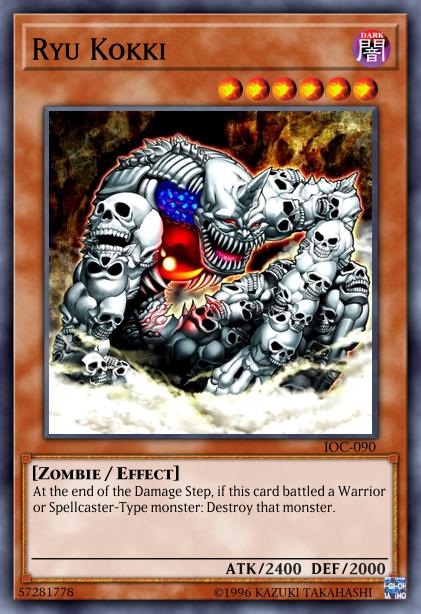 Ryu Kokki
DARK
闇
IOC-090
[Zombie / Effect]
At the end of the Damage Step, if this card battled a Warrior
or Spellcaster-Type monster: Destroy that monster.
ATK/2400 DEF/2000
57281778
©1996 KAZUKI TAKAHASHI